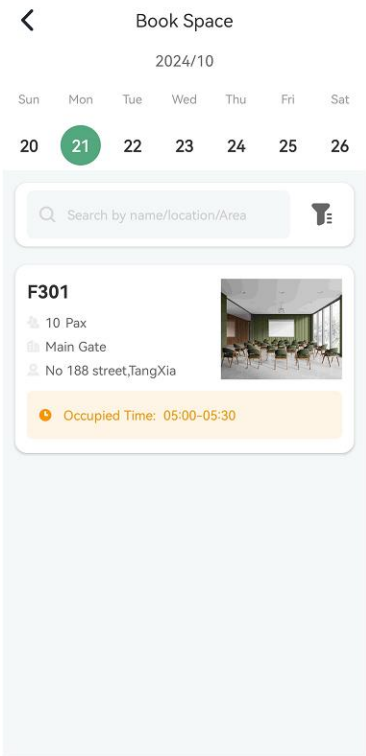 Book Space
2024/10
Sun Mon Tue Wed Thu Fri Sat
20 21 22 23 24 25 26
Search by name/location/Area
F301
10 Pax
Main Gate
No 188 street,TangXia
Occupied Time: 05:00-05:30